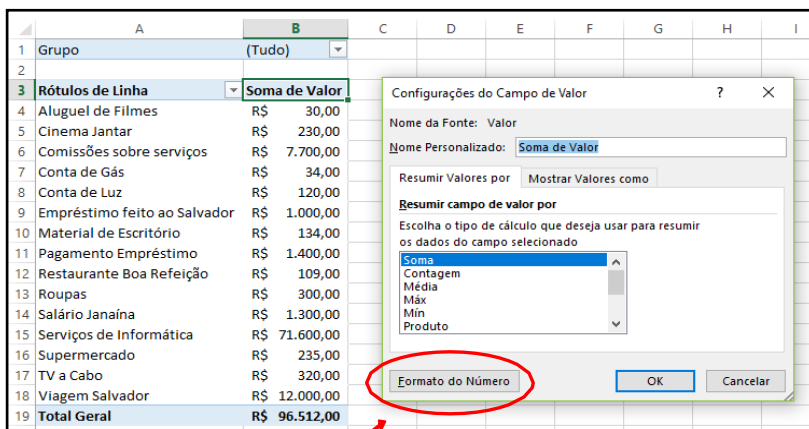 A B C D E F G H I
1 Grupo (Tudo)
2
3 Rótulos de Linha Soma de Valor
4 Aluguel de Filmes R$ 30,00
5 Cinema Jantar R$ 230,00
6 Comissões sobre serviços R$ 7.700,00
7 Conta de Gás R$ 34,00
8 Conta de Luz R$ 120,00
9 Empréstimo feito ao Salvador R$ 1.000,00
10 Material de Escritório R$ 134,00
11 Pagamento Empréstimo R$ 1.400,00
12 Restaurante Boa Refeição R$ 109,00
13 Roupas R$ 300,00
14 Salário Janaína R$ 1.300,00
15 Serviços de Informática R$ 71.600,00
16 Supermercado R$ 235,00
17 TV a Cabo R$ 320,00
18 Viagem Salvador R$ 12.000,00
19 Total Geral R$ 96.512,00
Configurações do Campo de Valor ? ×
Nome da Fonte: Valor
Nome Personalizado: Soma de Valor
Resumir Valores por Mostrar Valores como
Resumir campo de valor por
Escolha o tipo de cálculo que deseja usar para resumir
os dados do campo selecionado
Soma
Contagem
Média
Máx
Mín
Produto
Formato do Número OK Cancelar